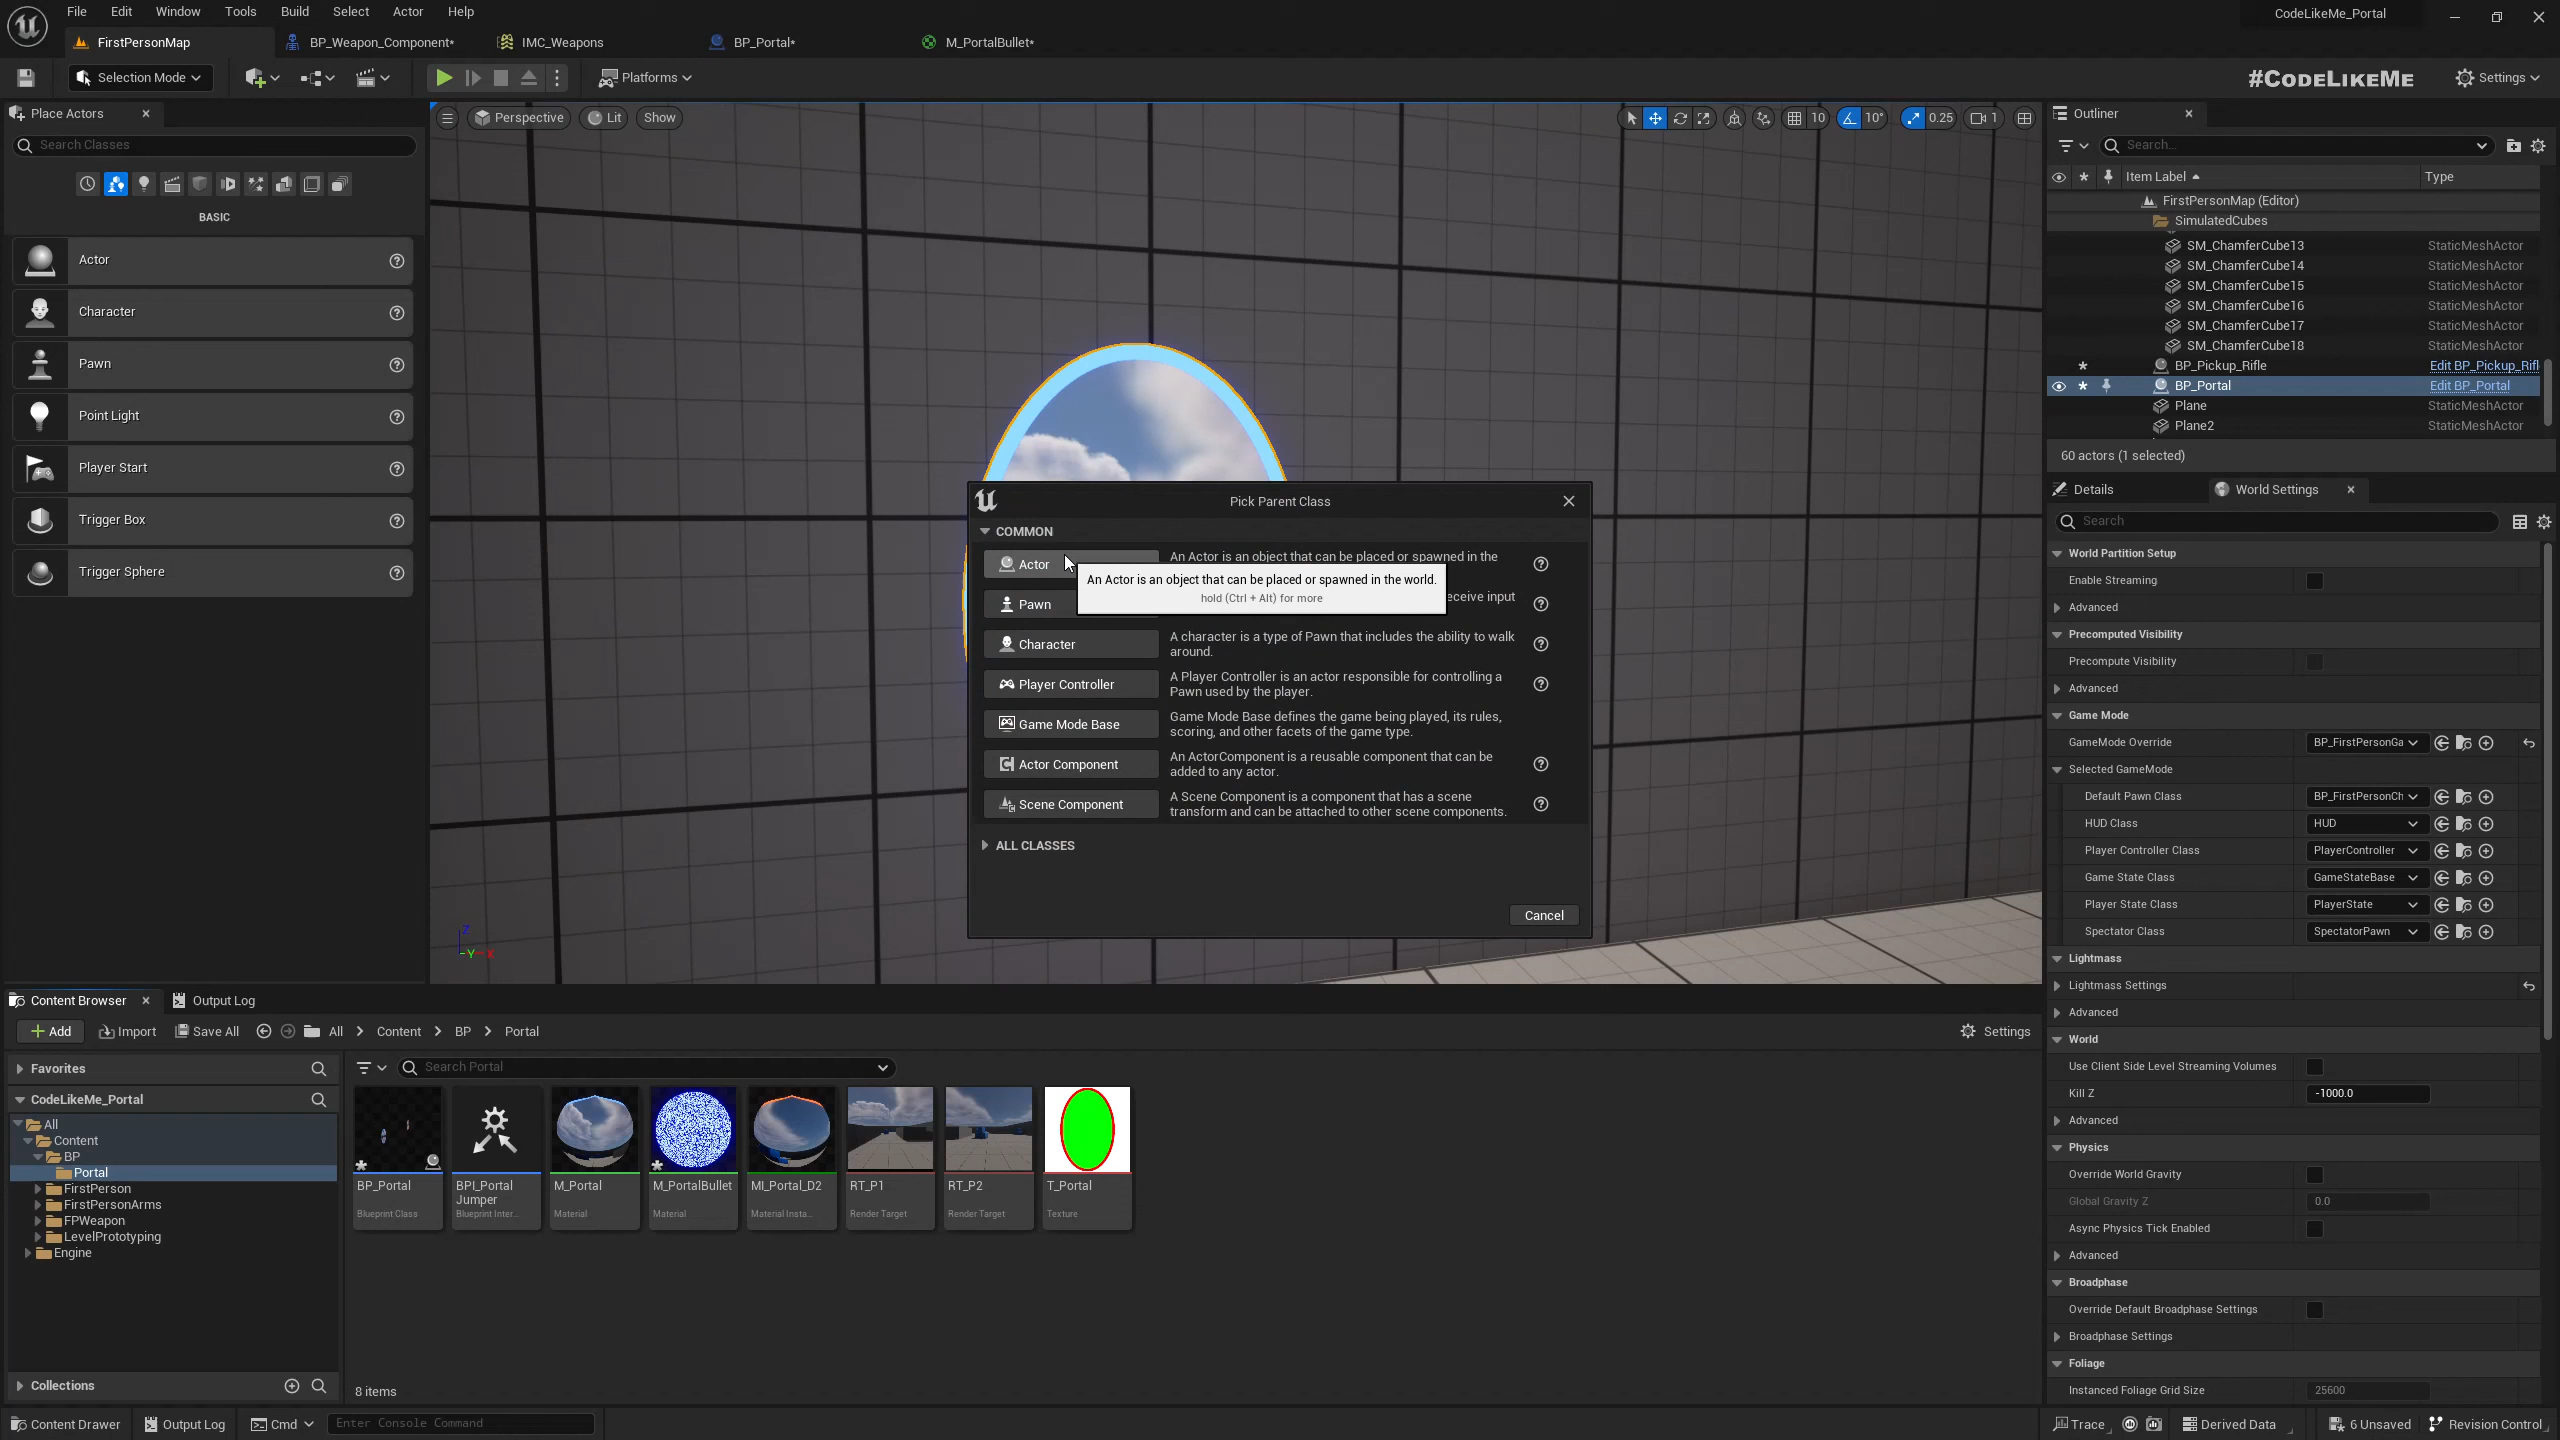 File Edit Window Tools Build Select Actor Help
CodeLikeMe_Portal
FirstPersonMap
BP_Weapon_Component*
IMC_Weapons
BP_Portal*
M_PortalBullet*
Selection Mode
Platforms
#CODELIKEME
Settings
Place Actors
Search Classes
BASIC
Actor
Character
Pawn
Point Light
Player Start
Trigger Box
Trigger Sphere
Perspective
Lit
Show
10
10°
0.25
1
Z
Y X
Pick Parent Class
COMMON
Actor
An Actor is an object that can be placed or spawned in the
An Actor is an object that can be placed or spawned in the world.
hold (Ctrl + Alt) for more
Pawn
eceive input
Character
A character is a type of Pawn that includes the ability to walk
around.
Player Controller
A Player Controller is an actor responsible for controlling a
Pawn used by the player.
Game Mode Base
Game Mode Base defines the game being played, its rules,
scoring, and other facets of the game type.
Actor Component
An ActorComponent is a reusable component that can be
added to any actor.
Scene Component
A Scene Component is a component that has a scene
transform and can be attached to other scene components.
ALL CLASSES
Cancel
Outliner
Search...
Item Label
Type
FirstPersonMap (Editor)
SimulatedCubes
SM_ChamferCube13 StaticMeshActor
SM_ChamferCube14 StaticMeshActor
SM_ChamferCube15 StaticMeshActor
SM_ChamferCube16 StaticMeshActor
SM_ChamferCube17 StaticMeshActor
SM_ChamferCube18 StaticMeshActor
BP_Pickup_Rifle Edit BP_Pickup_Rifl
BP_Portal Edit BP_Portal
Plane StaticMeshActor
Plane2 StaticMeshActor
60 actors (1 selected)
Details
World Settings
Search
World Partition Setup
Enable Streaming
Advanced
Precomputed Visibility
Precompute Visibility
Advanced
Game Mode
GameMode Override BP_FirstPersonGa
Selected GameMode
Default Pawn Class BP_FirstPersonCh
HUD Class HUD
Player Controller Class PlayerController
Game State Class GameStateBase
Player State Class PlayerState
Spectator Class SpectatorPawn
Lightmass
Lightmass Settings
Advanced
World
Use Client Side Level Streaming Volumes
Kill Z -1000.0
Advanced
Physics
Override World Gravity
Global Gravity Z 0.0
Async Physics Tick Enabled
Advanced
Broadphase
Override Default Broadphase Settings
Broadphase Settings
Foliage
Instanced Foliage Grid Size 25600
Content Browser
Output Log
Add
Import
Save All
All
Content
BP
Portal
Settings
Favorites
CodeLikeMe_Portal
All
Content
BP
Portal
FirstPerson
FirstPersonArms
FPWeapon
LevelPrototyping
Engine
Collections
Search Portal
BP_Portal
Blueprint Class
BPI_Portal
Jumper
Blueprint Inter...
M_Portal
Material
M_PortalBullet
Material
MI_Portal_D2
Material Insta...
RT_P1
Render Target
RT_P2
Render Target
T_Portal
Texture
8 items
Content Drawer
Output Log
Cmd
Enter Console Command
Trace
Derived Data
6 Unsaved
Revision Control